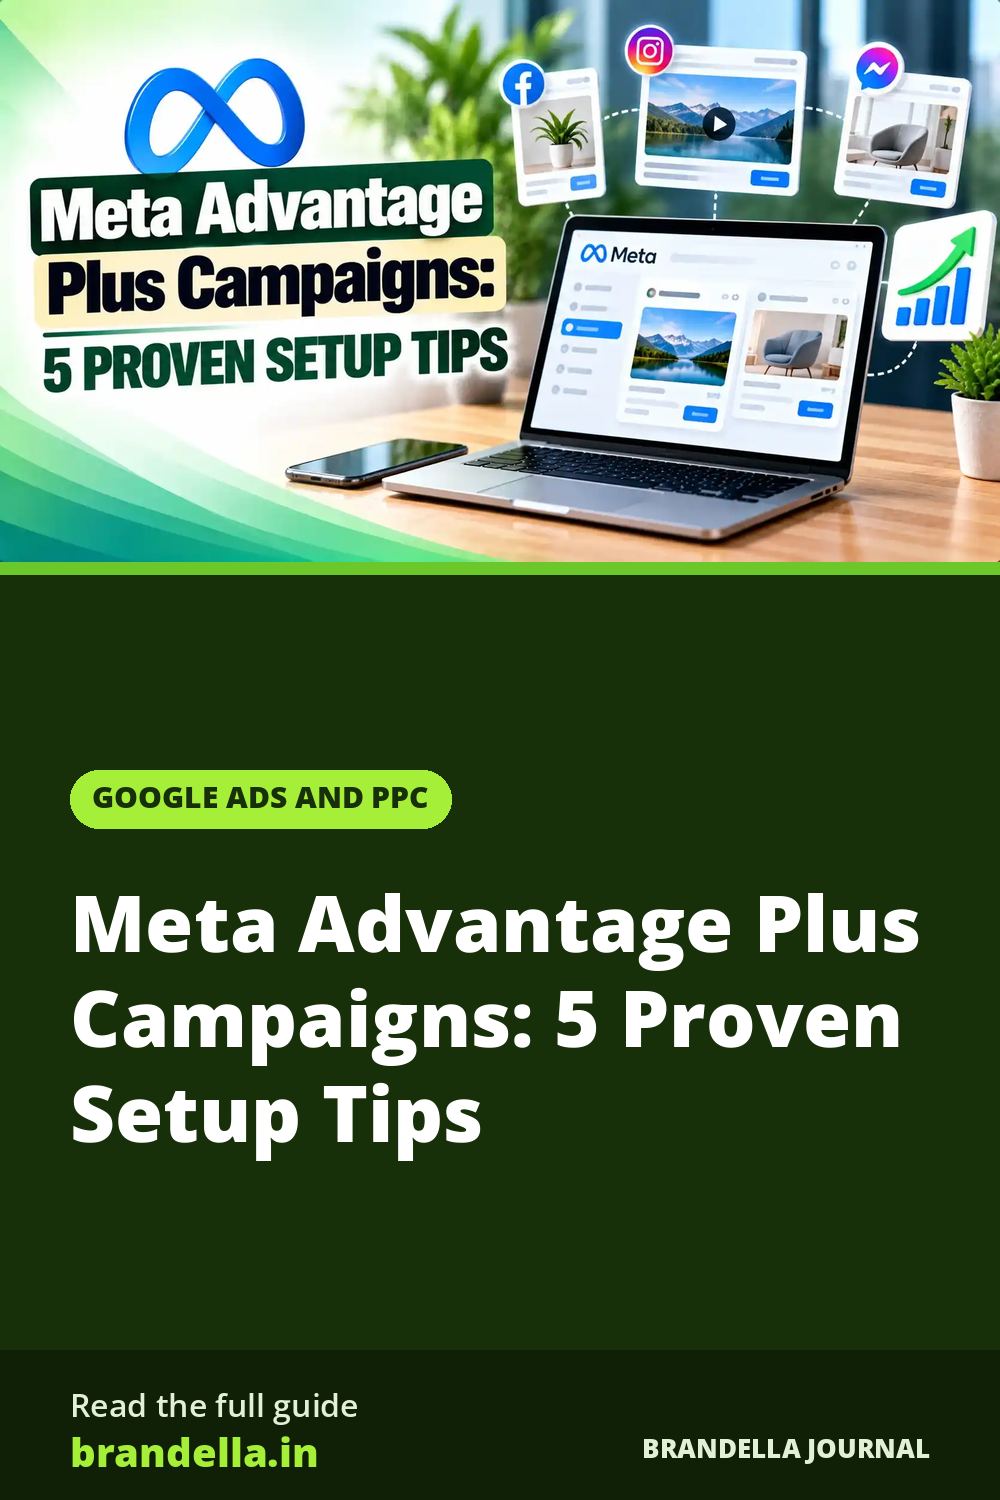 Meta Advantage
Plus Campaigns:
5 PROVEN SETUP TIPS
Meta
GOOGLE ADS AND PPC
Meta Advantage Plus
Campaigns: 5 Proven
Setup Tips
Read the full guide
brandella.in
BRANDELLA JOURNAL